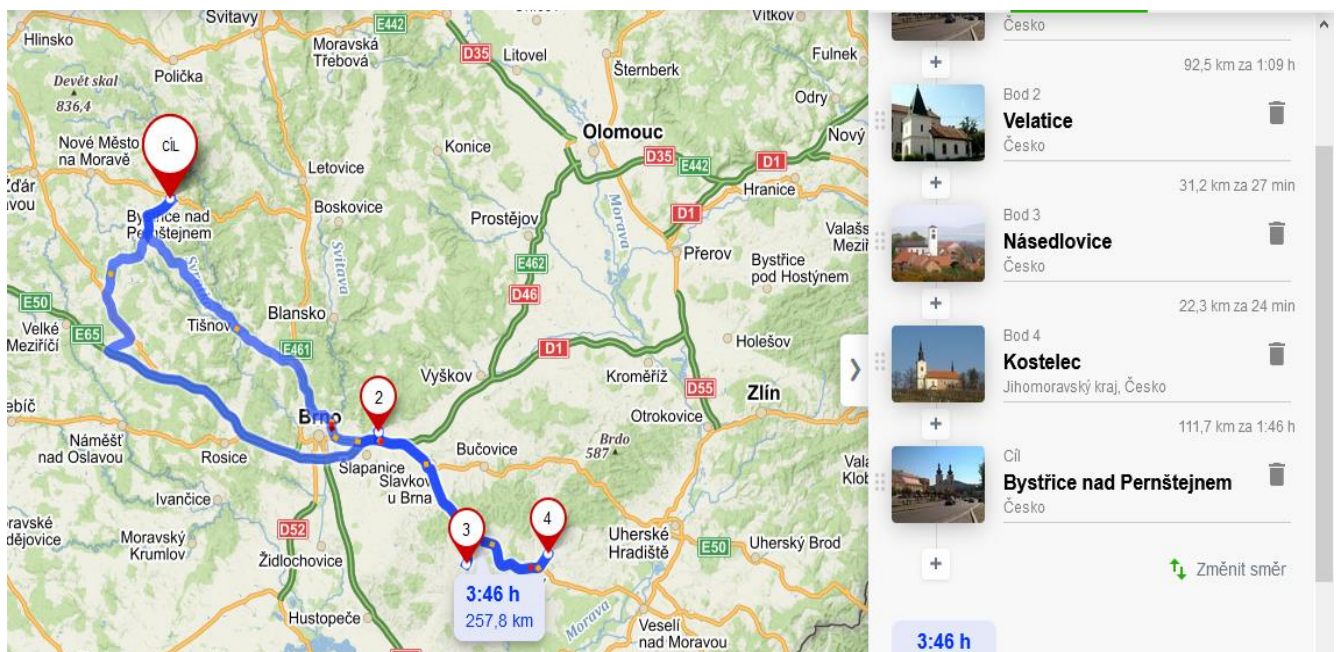 Svitavy
E442
Vítkov
Hlinsko
Moravská
Třebová
D35
Litovel
Fulnek
Šternberk
Devět skal
836,4
Polička
Odry
Olomouc
Nový
Nové Město
na Moravě
CÍL
Konice
D35
E442
D1
Letovice
Hranice
Žďár
Boskovice
Morava
Bystřice nad
Pernštejnem
Prostějov
D1
Valašs
Meziř
Svitava
Přerov
Bystřice
pod Hostýnem
Svratka
E462
E50
Blansko
D46
Velké
Meziříčí
E65
Tišnov
E461
D1
Holešov
Vyškov
Kroměříž
D55
Zlín
2
Brno
Otrokovice
Náměšť
nad Oslavou
Rosice
Šlapanice
Bučovice
Brdo
587
Slavkov
u Brna
Ivančice
3
4
Moravský
Krumlov
D52
Uherské
Hradiště
E50
Uherský Brod
Židlochovice
3:46 h
257,8 km
Hustopeče
Morava
Veselí
nad Moravou
Česko
92,5 km za 1:09 h
Bod 2
Velatice
Česko
31,2 km za 27 min
Bod 3
Násedlovice
Česko
22,3 km za 24 min
Bod 4
Kostelec
Jihomoravský kraj, Česko
111,7 km za 1:46 h
Cíl
Bystřice nad Pernštejnem
Česko
Změnit směr
3:46 h